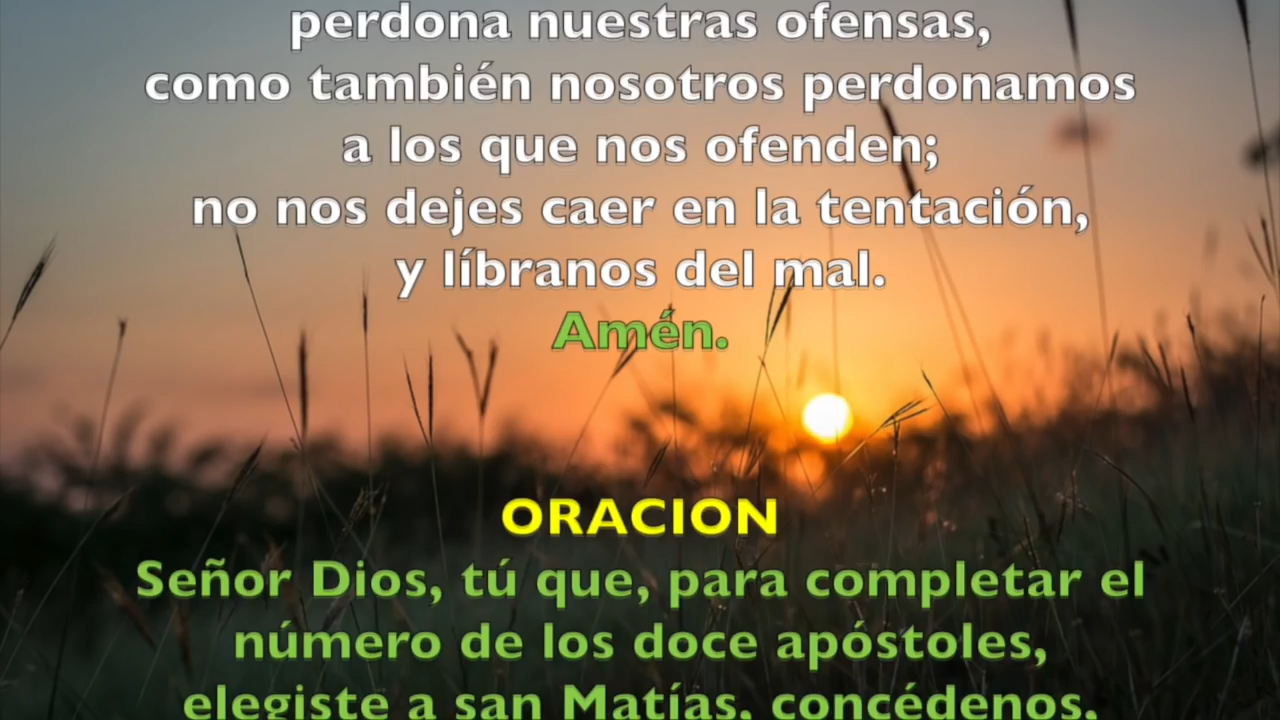 perdona nuestras ofensas,
como también nosotros perdonamos
a los que nos ofenden;
no nos dejes caer en la tentación,
y líbranos del mal.
Amén.
ORACION
Señor Dios, tú que, para completar el
número de los doce apóstoles,
elegiste a san Matías, concédenos,